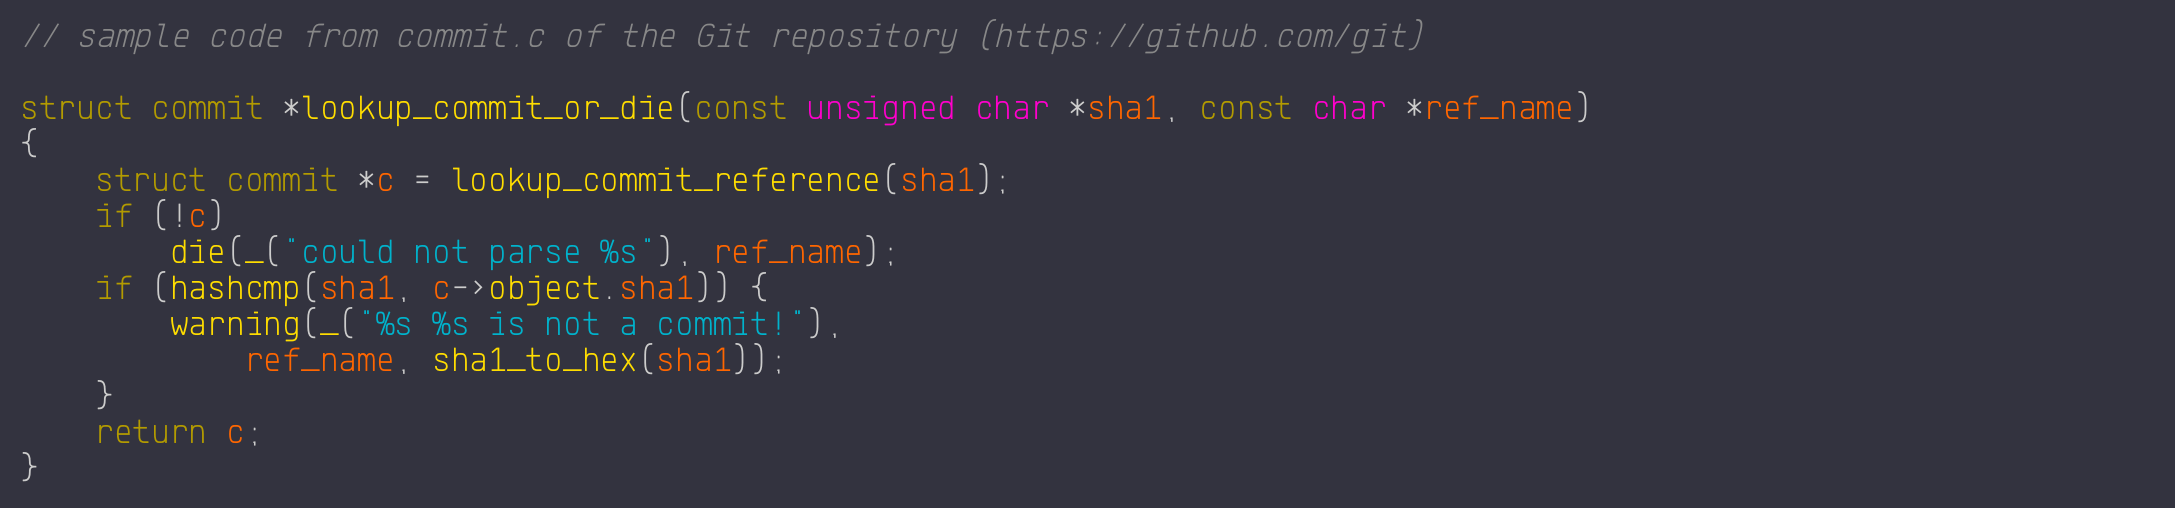 // sample code from commit.c of the Git repository (https://github.com/git)

struct commit *lookup_commit_or_die(const unsigned char *sha1, const char *ref_name)
{
    struct commit *c = lookup_commit_reference(sha1);
    if (!c)
        die(_("could not parse %s"), ref_name);
    if (hashcmp(sha1, c->object.sha1)) {
        warning(_("%s %s is not a commit!"),
            ref_name, sha1_to_hex(sha1));
    }
    return c;
}